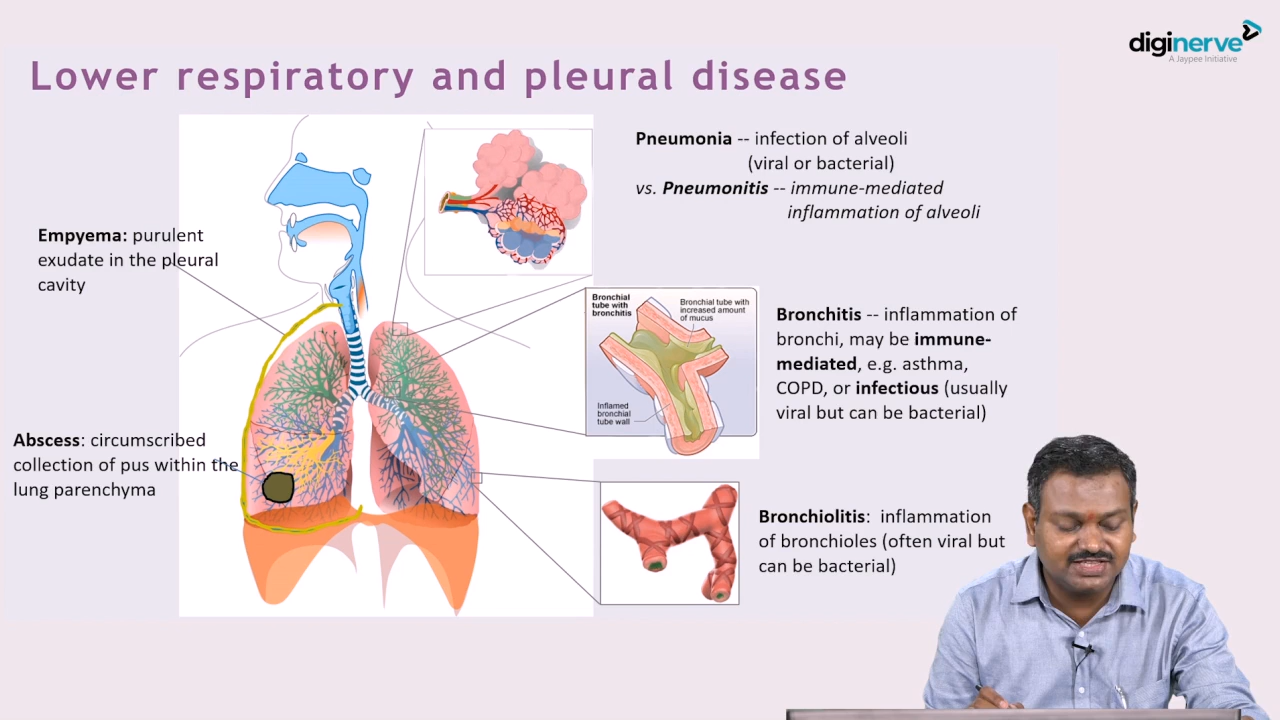 diginerve
A Jaypee Initiative
Lower respiratory and pleural disease
Pneumonia -- infection of alveoli
(viral or bacterial)
vs. Pneumonitis -- immune-mediated
inflammation of alveoli
Empyema: purulent
exudate in the pleural
cavity
Bronchial
tube with
bronchitis
Bronchial tube with
increased amount
of mucus
Inflamed
bronchial
tube wall
Bronchitis -- inflammation of
bronchi, may be immune-
mediated, e.g. asthma,
COPD, or infectious (usually
viral but can be bacterial)
Abscess: circumscribed
collection of pus within the
lung parenchyma
Bronchiolitis: inflammation
of bronchioles (often viral but
can be bacterial)